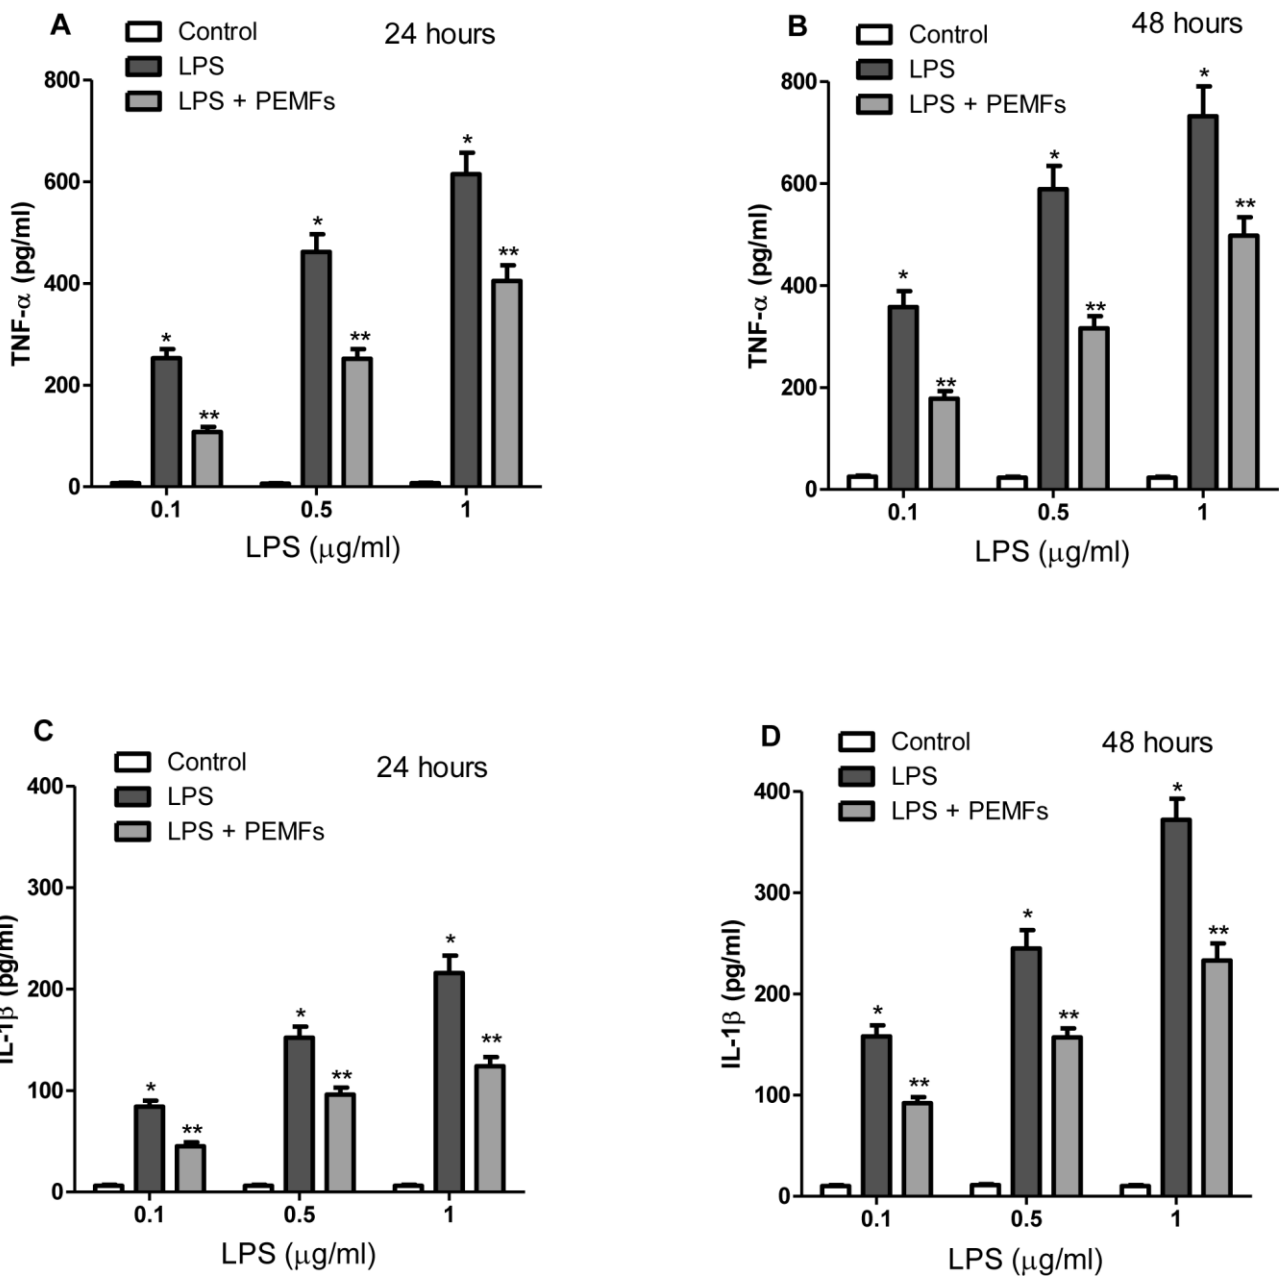 A
Control
24 hours
LPS
LPS + PEMFs
800
600
400
200
0
TNF-α (pg/ml)
*
**
*
**
*
**
0.1
0.5
1
LPS (μg/ml)
B
Control
48 hours
LPS
LPS + PEMFs
800
600
400
200
0
TNF-α (pg/ml)
*
**
*
**
*
**
0.1
0.5
1
LPS (μg/ml)
C
Control
24 hours
LPS
LPS + PEMFs
400
300
200
100
0
IL-1β (pg/ml)
*
**
*
**
*
**
0.1
0.5
1
LPS (μg/ml)
D
Control
48 hours
LPS
LPS + PEMFs
400
300
200
100
0
IL-1β (pg/ml)
*
**
*
**
*
**
0.1
0.5
1
LPS (μg/ml)